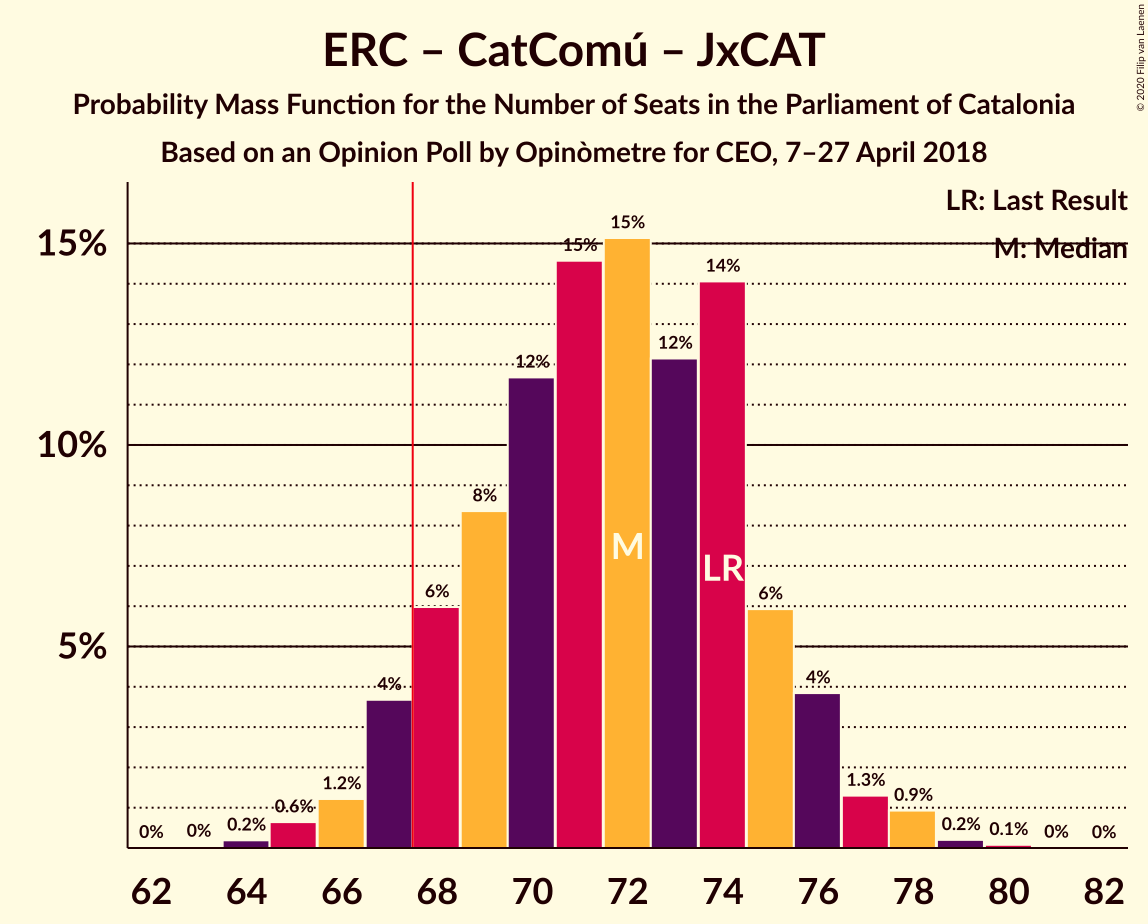 ERC – CatComú – JxCAT
Probability Mass Function for the Number of Seats in the Parliament of Catalonia
Based on an Opinion Poll by Opinòmetre for CEO, 7–27 April 2018
© 2020 Filip van Laenen
LR: Last Result
M: Median
15%
10%
5%
0%
0%
0.2%
0.6%
1.2%
4%
6%
8%
12%
15%
15%
12%
14%
6%
4%
1.3%
0.9%
0.2%
0.1%
0%
0%
M
LR
62 64 66 68 70 72 74 76 78 80 82